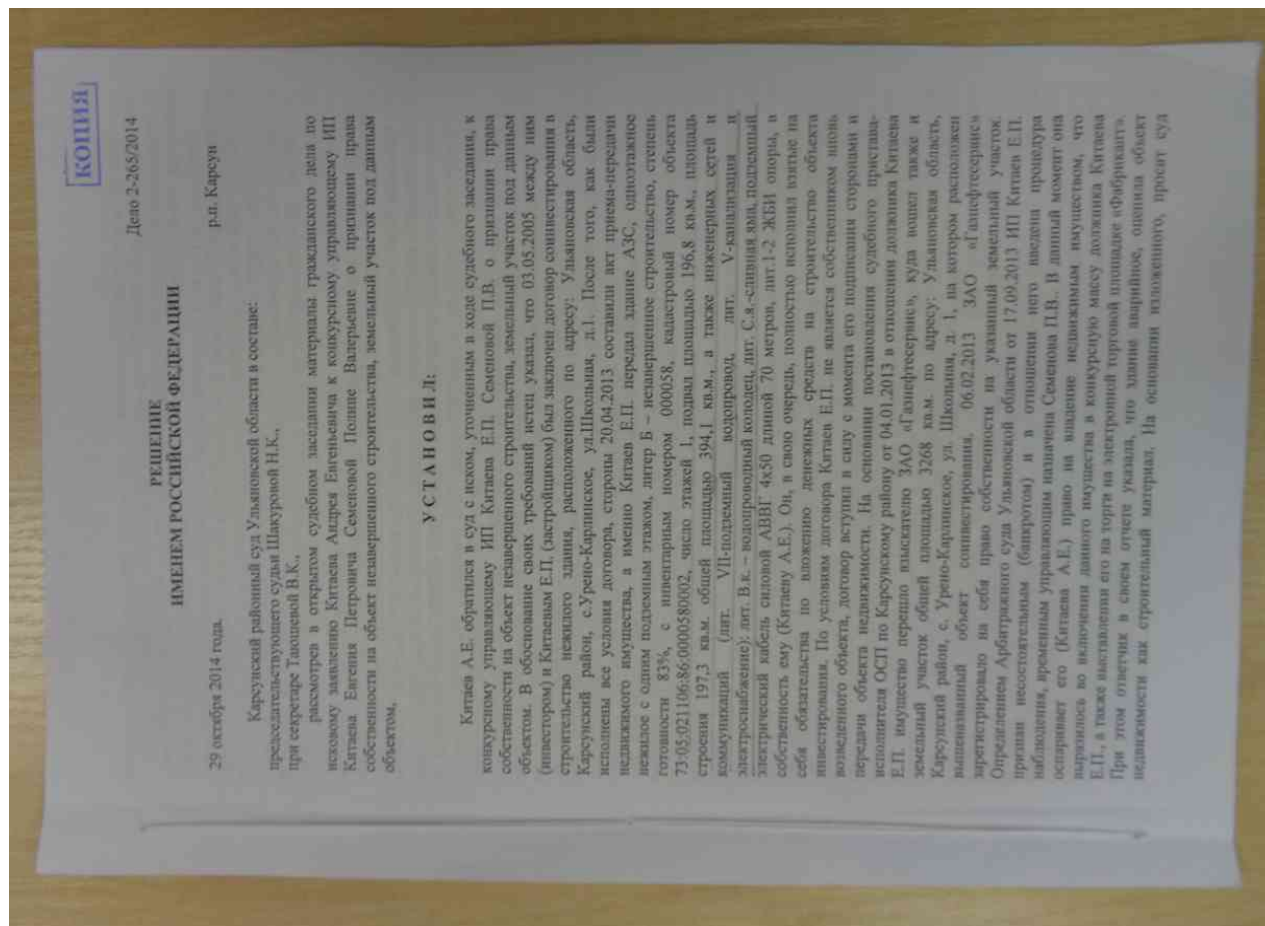 КОПИЯ
Дело 2-265/2014
РЕШЕНИЕ
ИМЕНЕМ РОССИЙСКОЙ ФЕДЕРАЦИИ
29 октября 2014 года. р.п. Карсун
Карсунский районный суд Ульяновской области в составе:
председательствующего судьи Шакуровой Н.К.,
при секретаре Таюшевой В.К.,
рассмотрев в открытом судебном заседании материалы гражданского дела по
исковому заявлению Китаева Андрея Евгеньевича к конкурсному управляющему ИП
Китаева Евгения Петровича Семеновой Полине Валерьевне о признании права
собственности на объект незавершенного строительства, земельный участок под данным
объектом,
У С Т А Н О В И Л:
Китаев А.Е. обратился в суд с иском, уточненным в ходе судебного заседания, к
конкурсному управляющему ИП Китаева Е.П. Семеновой П.В. о признании права
собственности на объект незавершенного строительства, земельный участок под данным
объектом. В обоснование своих требований истец указал, что 03.05.2005 между ним
(инвестором) и Китаевым Е.П. (застройщиком) был заключен договор соинвестирования в
строительство нежилого здания, расположенного по адресу: Ульяновская область,
Карсунский район, с.Урено-Карлинское, ул.Школьная, д.1. После того, как были
исполнены все условия договора, стороны 20.04.2013 составили акт приема-передачи
недвижимого имущества, а именно Китаев Е.П. передал здание АЗС, одноэтажное
нежилое с одним подземным этажом, литер Б – незавершенное строительство, степень
готовности 83%, с инвентарным номером 000058, кадастровый номер объекта
73:05:021106:86:0000580002, число этажей 1, подвал площадью 196,8 кв.м., площадь
строения 197,3 кв.м. общей площадью 394,1 кв.м., а также инженерных сетей и
коммуникаций (лит. VII-подземный водопровод, лит. V-канализация и
электроснабжение); лит. В.к. – водопроводный колодец, лит. С.я.-сливная яма, подземный
электрический кабель силовой АВВГ 4х50 длиной 70 метров, лит.1-2 ЖБИ опоры, в
собственность ему (Китаеву А.Е.). Он, в свою очередь, полностью исполнил взятые на
себя обязательства по вложению денежных средств на строительство объекта
инвестирования. По условиям договора Китаев Е.П. не является собственником вновь
возведенного объекта, договор вступил в силу с момента его подписания сторонами и
передачи объекта недвижимости. На основании постановления судебного пристава-
исполнителя ОСП по Карсунскому району от 04.01.2013 в отношении должника Китаева
Е.П. имущество перешло взыскателю ЗАО «Газнефтесервис», куда вошел также и
земельный участок общей площадью 3268 кв.м. по адресу: Ульяновская область,
Карсунский район, с. Урено-Карлинское, ул. Школьная, д. 1, на котором расположен
вышеназванный объект соинвестирования. 06.02.2013 ЗАО «Газнефтесервис»
зарегистрировало на себя право собственности на указанный земельный участок.
Определением Арбитражного суда Ульяновской области от 17.09.2013 ИП Китаев Е.П.
признан несостоятельным (банкротом) и в отношении него введена процедура
наблюдения, временным управляющим назначена Семенова П.В.. В данный момент она
оспаривает его (Китаева А.Е.) право на владение недвижимым имуществом, что
выразилось во включении данного имущества в конкурсную массу должника Китаева
Е.П., а также выставлении его на торги на электронной торговой площадке «Фабрикант».
При этом ответчик в своем отчете указала, что здание аварийное, оценила объект
недвижимости как строительный материал. На основании изложенного, просит суд